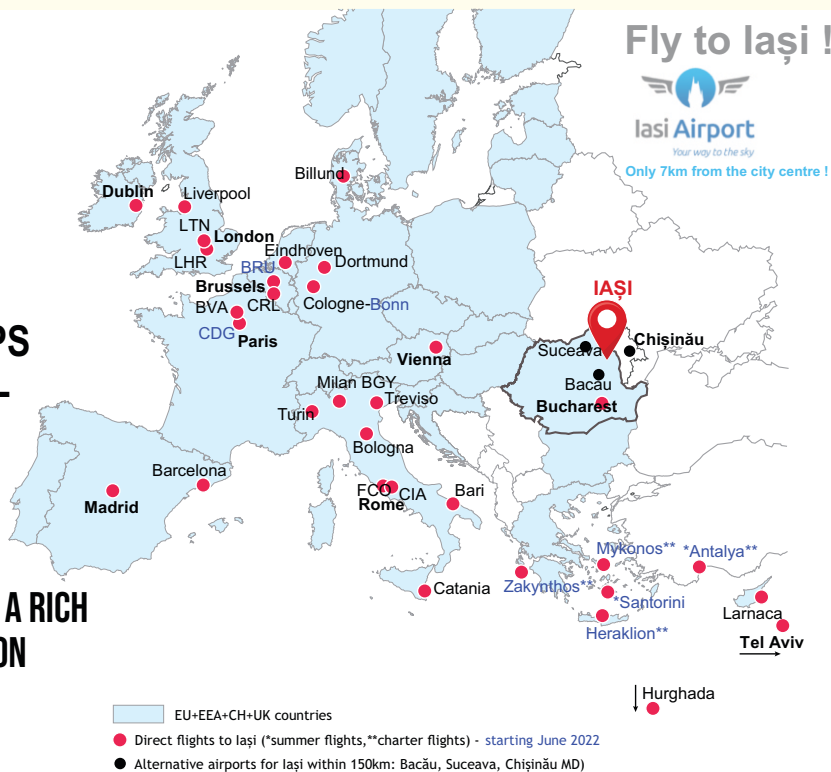 Fly to Iași !
Iasi Airport
Your way to the sky
Only 7km from the city centre !
Billund
Dublin
Liverpool
LTN
London
LHR
Eindhoven
BRU
Dortmund
Brussels
BVA
CRL
Cologne-Bonn
CDG
Paris
IAȘI
Suceava
Chișinău
Vienna
Bacău
Bucharest
PS
Milan BGY
Treviso
Turin
Bologna
Barcelona
Madrid
FCO
CIA
Rome
Bari
Mykonos**
*Antalya**
Zakynthos**
*Santorini
Catania
Heraklion**
Larnaca
Tel Aviv
A RICH
ON
Hurghada
EU+EEA+CH+UK countries
Direct flights to Iași (*summer flights,**charter flights) - starting June 2022
Alternative airports for Iași within 150km: Bacău, Suceava, Chișinău MD)